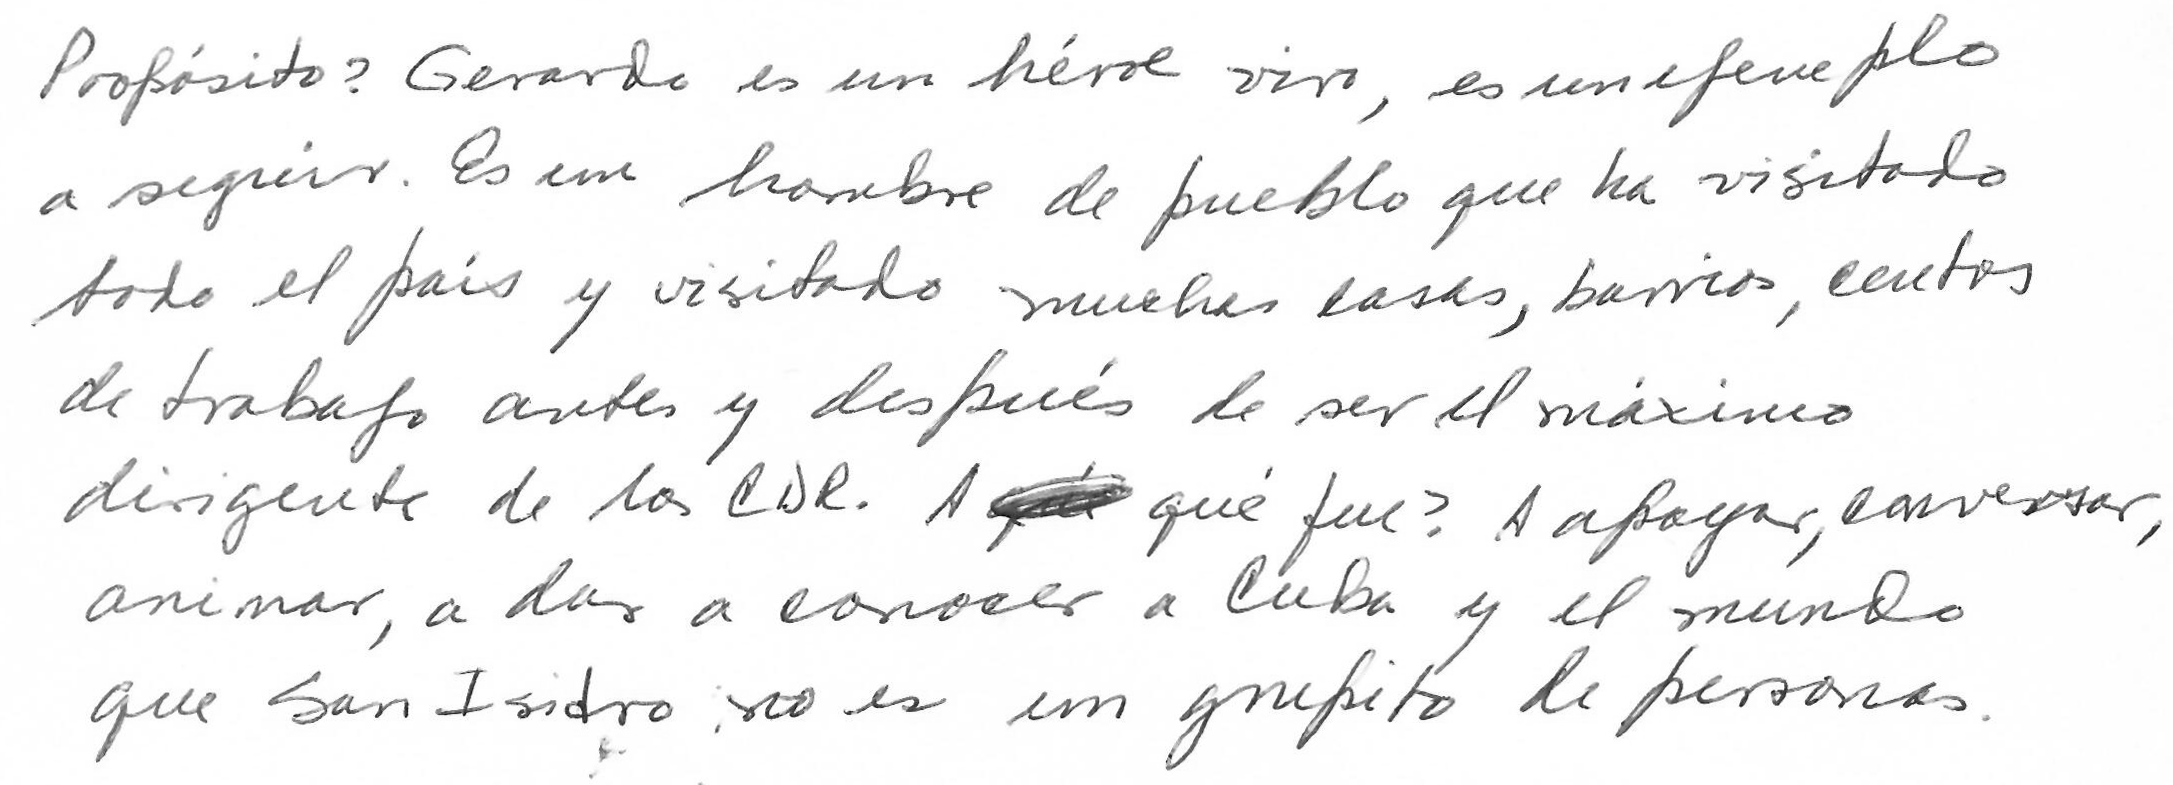 Propósito? Gerardo es un héroe vivo, es un ejemplo
a seguir. Es un hombre de pueblo que ha visitado
todo el país y visitado muchas casas, barrios, centros
de trabajo antes y después de ser el máximo
dirigente de los CDR. A qué fue? A apoyar, conversar,
animar, a dar a conocer a Cuba y el mundo
que San Isidro no es un grupito de personas.